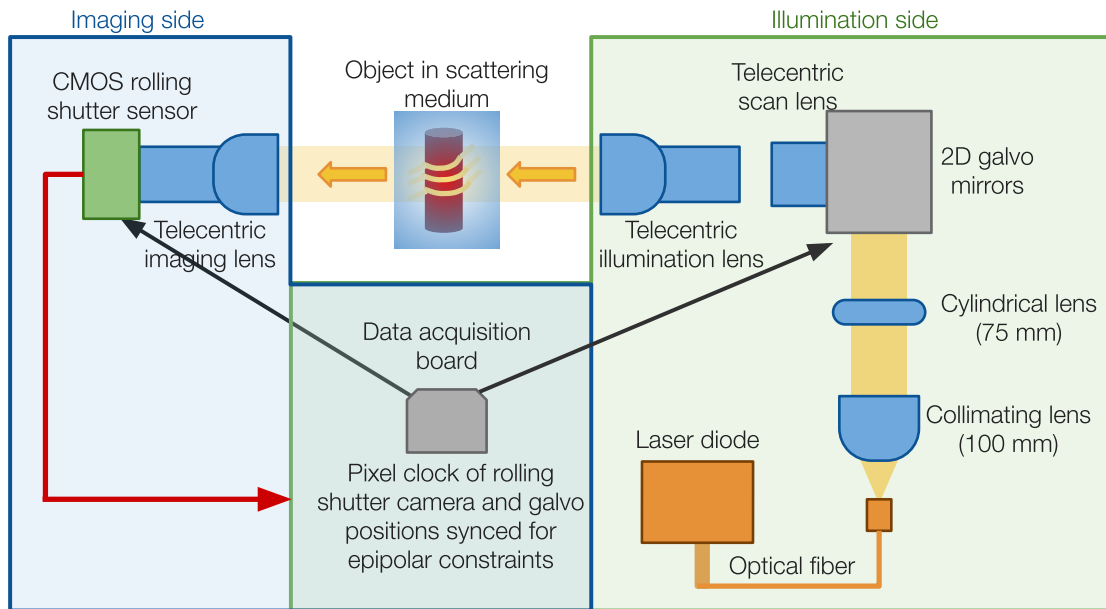 Imaging side
Illumination side
CMOS rolling
shutter sensor
Object in scattering
medium
Telecentric
scan lens
2D galvo
mirrors
Telecentric
imaging lens
Telecentric
illumination lens
Cylindrical lens
(75 mm)
Data acquisition
board
Collimating lens
(100 mm)
Laser diode
Pixel clock of rolling
shutter camera and galvo
positions synced for
epipolar constraints
Optical fiber